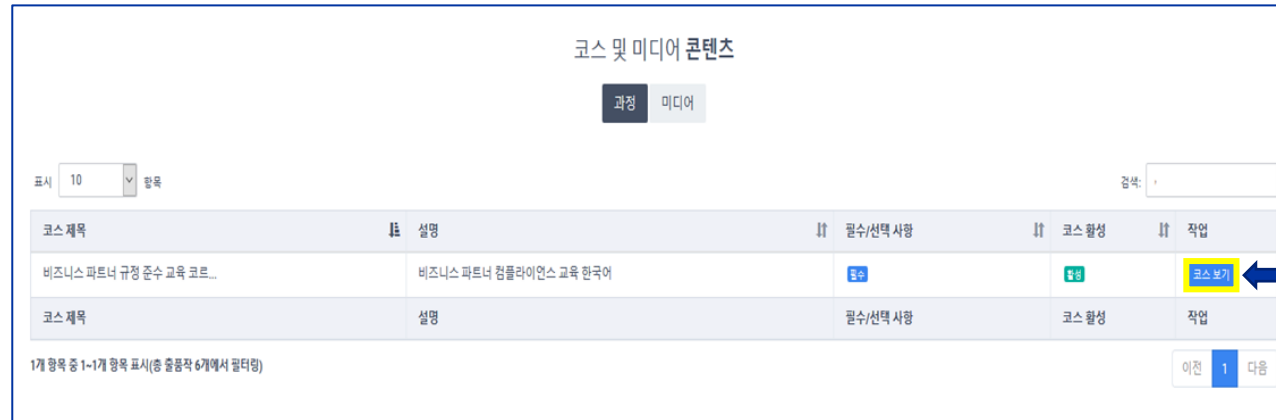 코스 및 미디어 콘텐츠
과정 미디어
표시 10 항목 검색: ,
코스 제목 설명 필수/선택 사항 코스 활성 작업
비즈니스 파트너 규정 준수 교육 코르... 비즈니스 파트너 컴플라이언스 교육 한국어 필수 활성 코스 보기
코스 제목 설명 필수/선택 사항 코스 활성 작업
1개 항목 중 1~1개 항목 표시(총 출품작 6개에서 필터링)
이전 1 다음